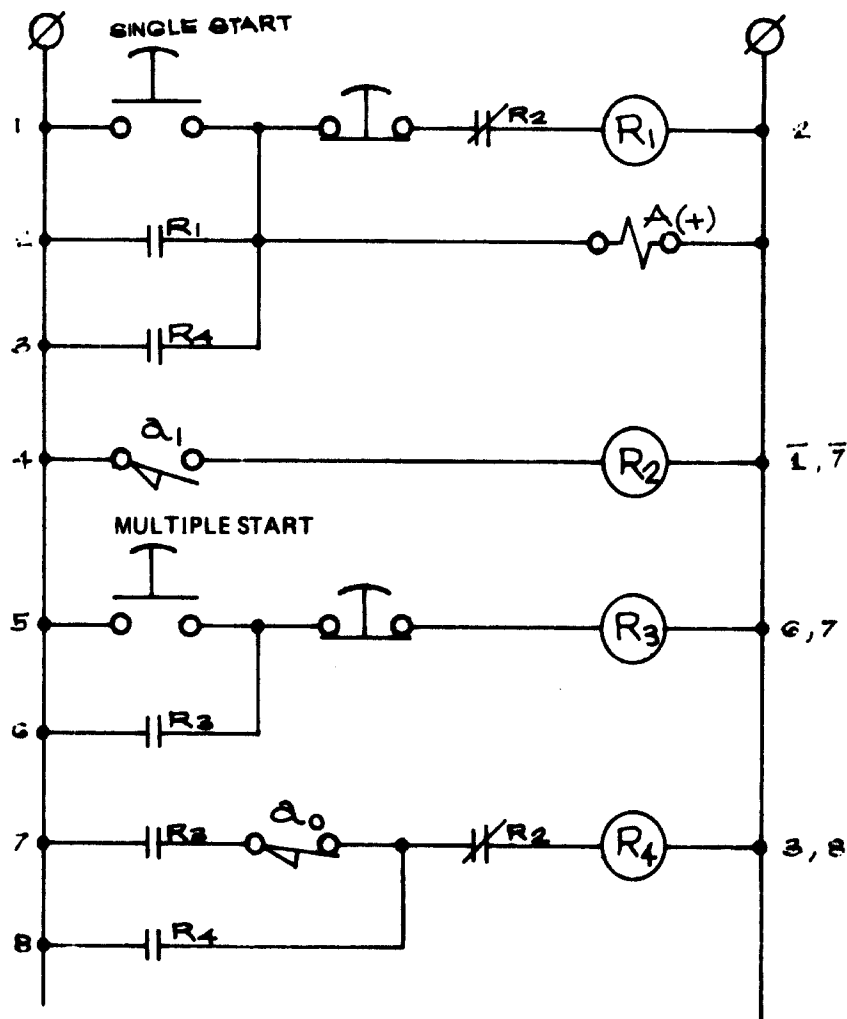 SINGLE START
1 R2 R1 2
R1 A(+)
3 R4
4 a1 R2 1̅, 7̅
MULTIPLE START
5 R3 6,7
6 R3
7 R3 a0 R2 R4 3,8
8 R4